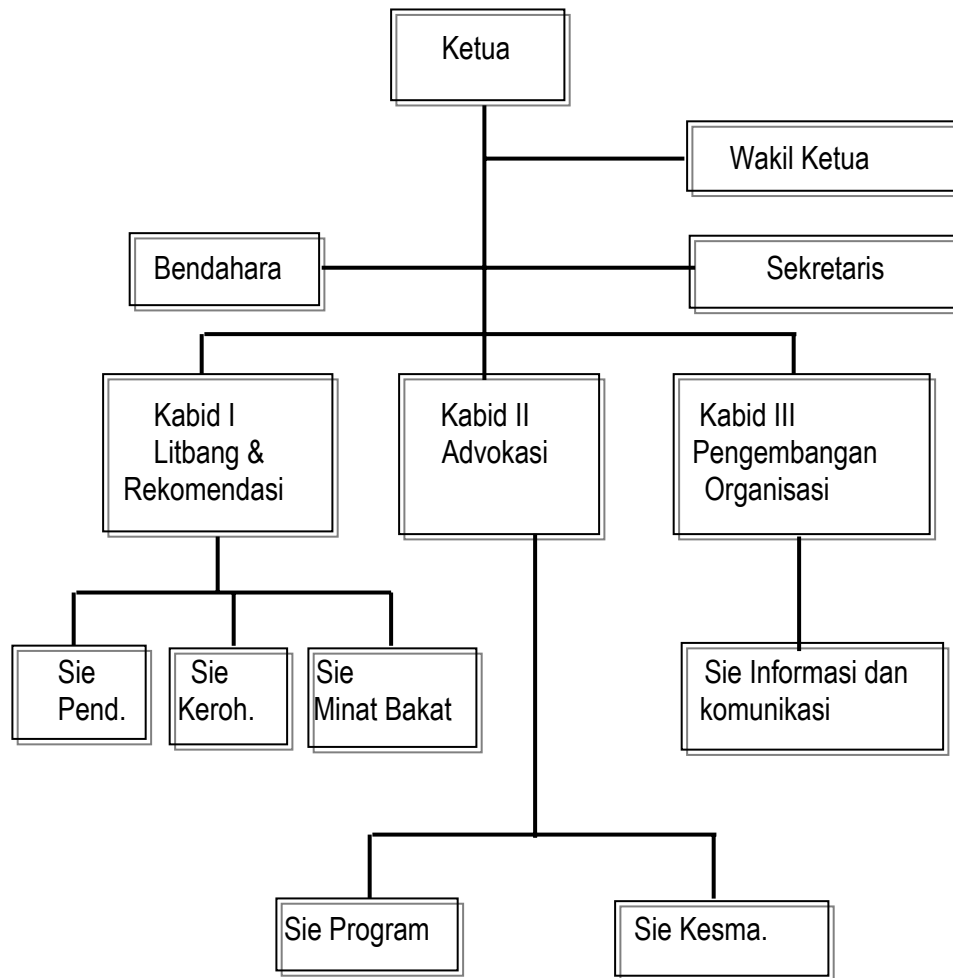 Ketua
Wakil Ketua
Bendahara
Sekretaris
Kabid I
Litbang &
Rekomendasi
Kabid II
Advokasi
Kabid III
Pengembangan
Organisasi
Sie
Pend.
Sie
Keroh.
Sie
Minat Bakat
Sie Informasi dan
komunikasi
Sie Program
Sie Kesma.